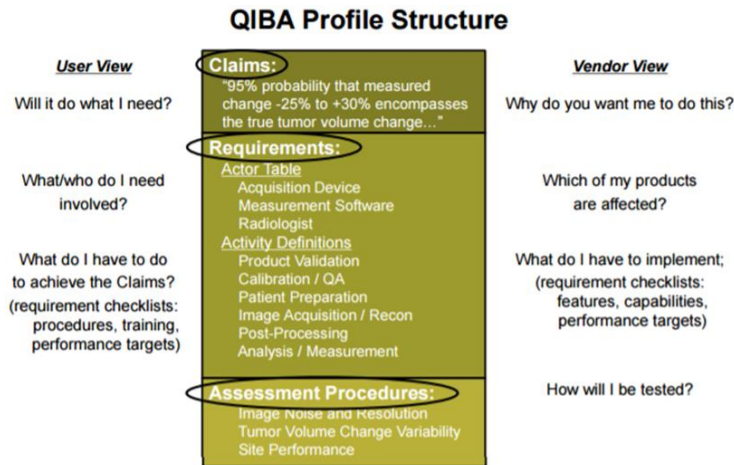 QIBA Profile Structure
User View
Will it do what I need?
What/who do I need
involved?
What do I have to do
to achieve the Claims?
(requirement checklists:
procedures, training,
performance targets)
Claims:
"95% probability that measured
change -25% to +30% encompasses
the true tumor volume change…"
Requirements:
Actor Table
Acquisition Device
Measurement Software
Radiologist
Activity Definitions
Product Validation
Calibration / QA
Patient Preparation
Image Acquisition / Recon
Post-Processing
Analysis / Measurement
Assessment Procedures:
Image Noise and Resolution
Tumor Volume Change Variability
Site Performance
Vendor View
Why do you want me to do this?
Which of my products
are affected?
What do I have to implement;
(requirement checklists:
features, capabilities,
performance targets)
How will I be tested?